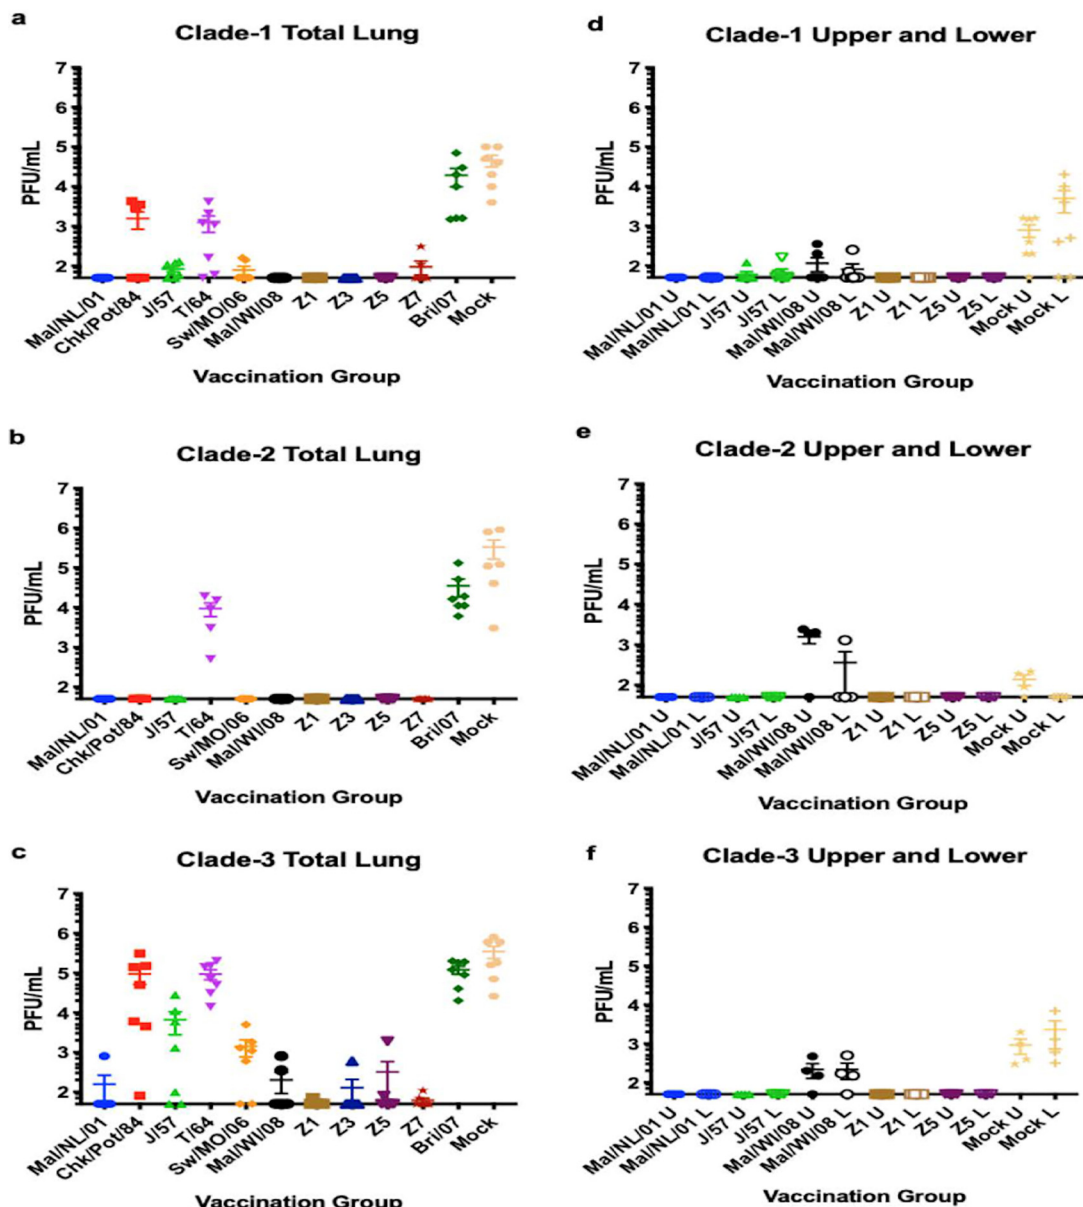 a
Clade-1 Total Lung
7
6
5
4
3
2
PFU/mL
Mal/NL/01
Chk/Pot/84
J/57
T/64
Sw/MO/06
Mal/WI/08
Z1
Z3
Z5
Z7
Bri/07
Mock
Vaccination Group
d
Clade-1 Upper and Lower
7
6
5
4
3
2
PFU/mL
Mal/NL/01 U
Mal/NL/01 L
J/57 U
J/57 L
Mal/WI/08 U
Mal/WI/08 L
Z1 U
Z1 L
Z5 U
Z5 L
Mock U
Mock L
Vaccination Group
b
Clade-2 Total Lung
7
6
5
4
3
2
PFU/mL
Mal/NL/01
Chk/Pot/84
J/57
T/64
Sw/MO/06
Mal/WI/08
Z1
Z3
Z5
Z7
Bri/07
Mock
Vaccination Group
e
Clade-2 Upper and Lower
7
6
5
4
3
2
PFU/mL
Mal/NL/01 U
Mal/NL/01 L
J/57 U
J/57 L
Mal/WI/08 U
Mal/WI/08 L
Z1 U
Z1 L
Z5 U
Z5 L
Mock U
Mock L
Vaccination Group
c
Clade-3 Total Lung
7
6
5
4
3
2
PFU/mL
Mal/NL/01
Chk/Pot/84
J/57
T/64
Sw/MO/06
Mal/WI/08
Z1
Z3
Z5
Z7
Bri/07
Mock
Vaccination Group
f
Clade-3 Upper and Lower
7
6
5
4
3
2
PFU/mL
Mal/NL/01 U
Mal/NL/01 L
J/57 U
J/57 L
Mal/WI/08 U
Mal/WI/08 L
Z1 U
Z1 L
Z5 U
Z5 L
Mock U
Mock L
Vaccination Group